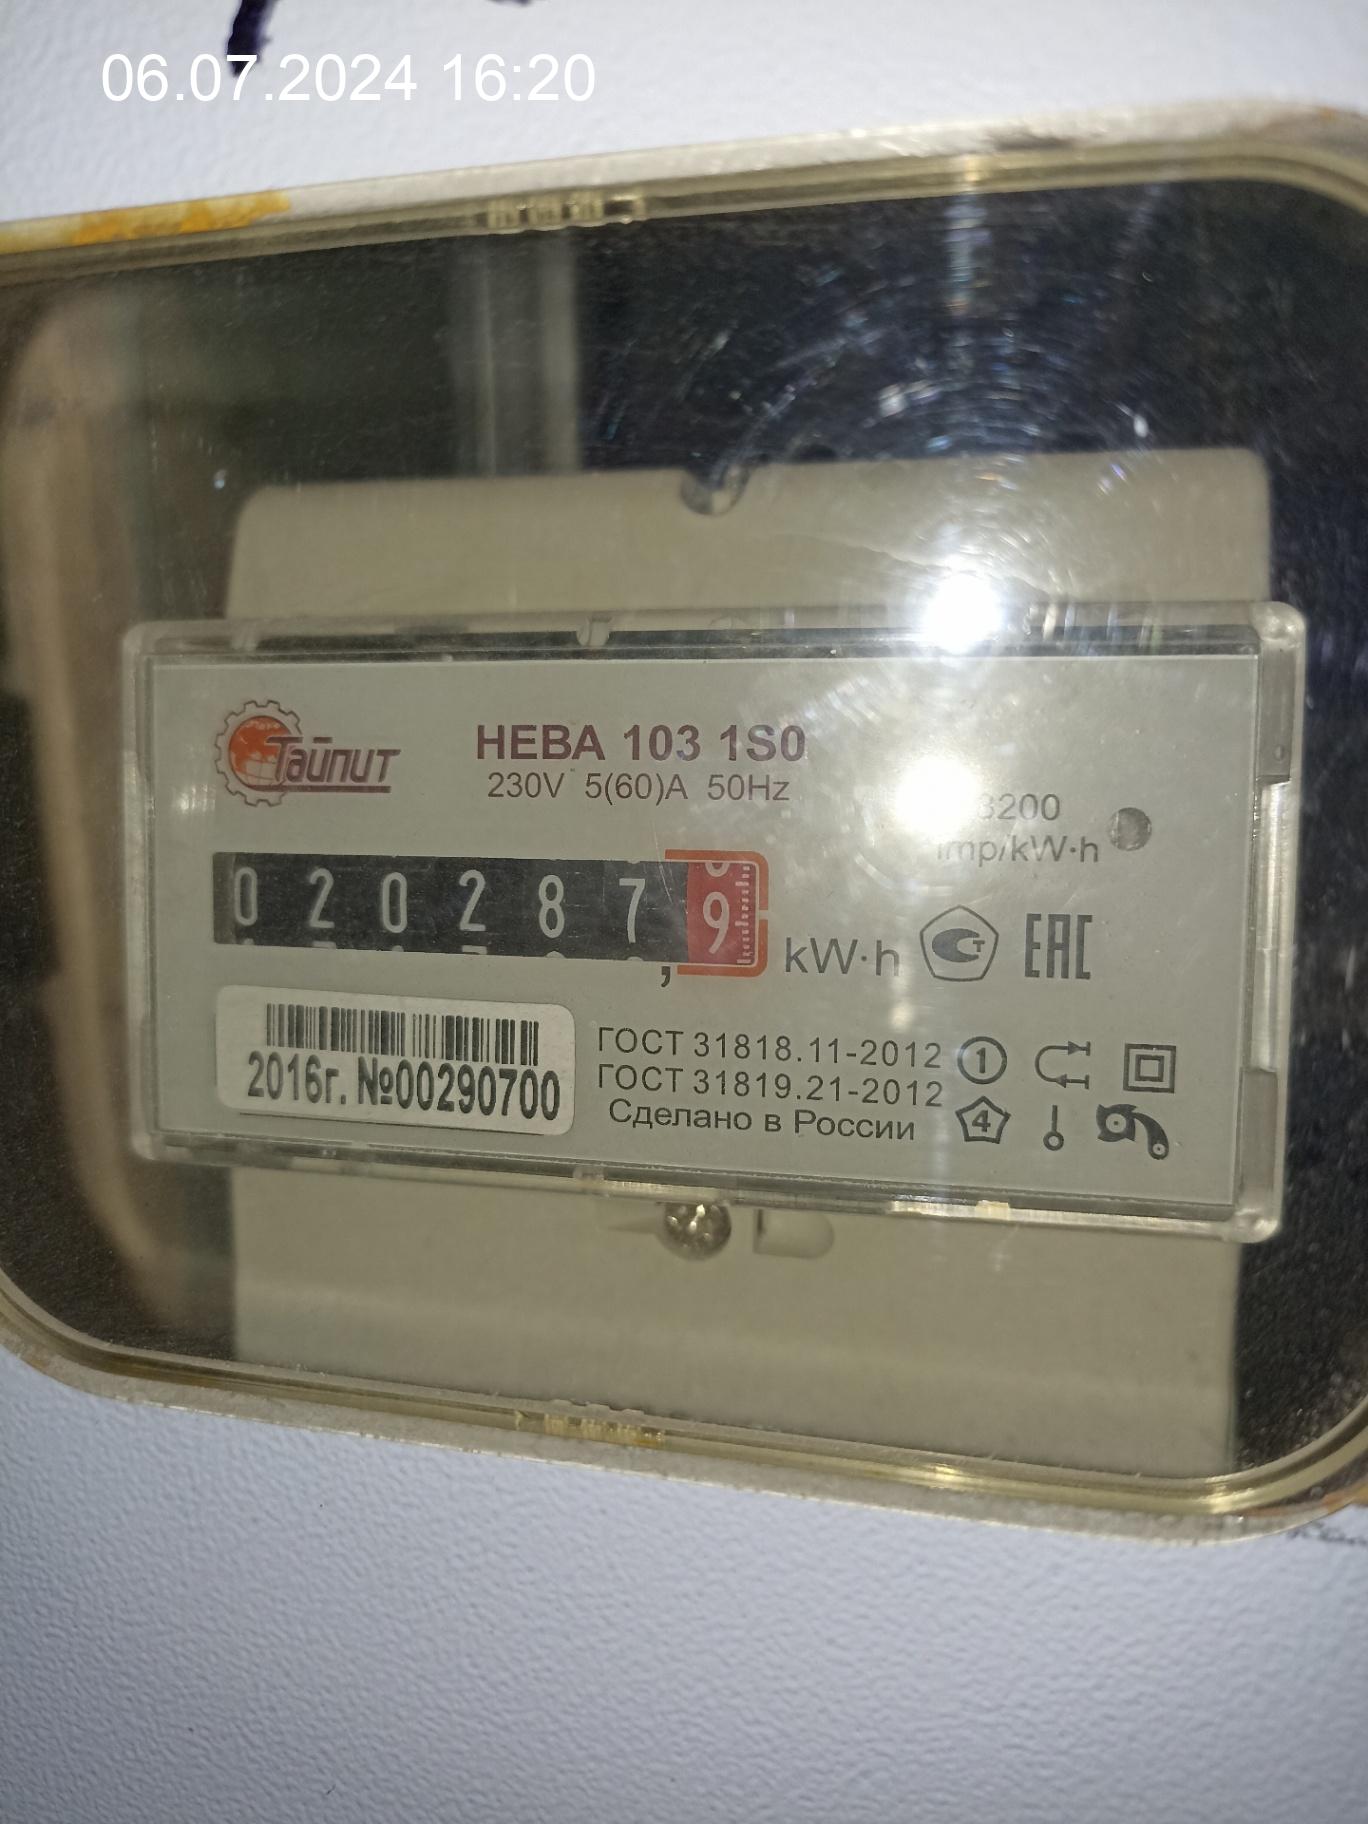 06.07.2024 16:20
Тайпит
НЕВА 103 1S0
230V 5(60)A 50Hz
3200
imp/kW·h
0 2 0 2 8 7 , 9
kW·h
СТ
ЕАС
2016г. №00290700
ГОСТ 31818.11-2012
ГОСТ 31819.21-2012
Сделано в России
1
4